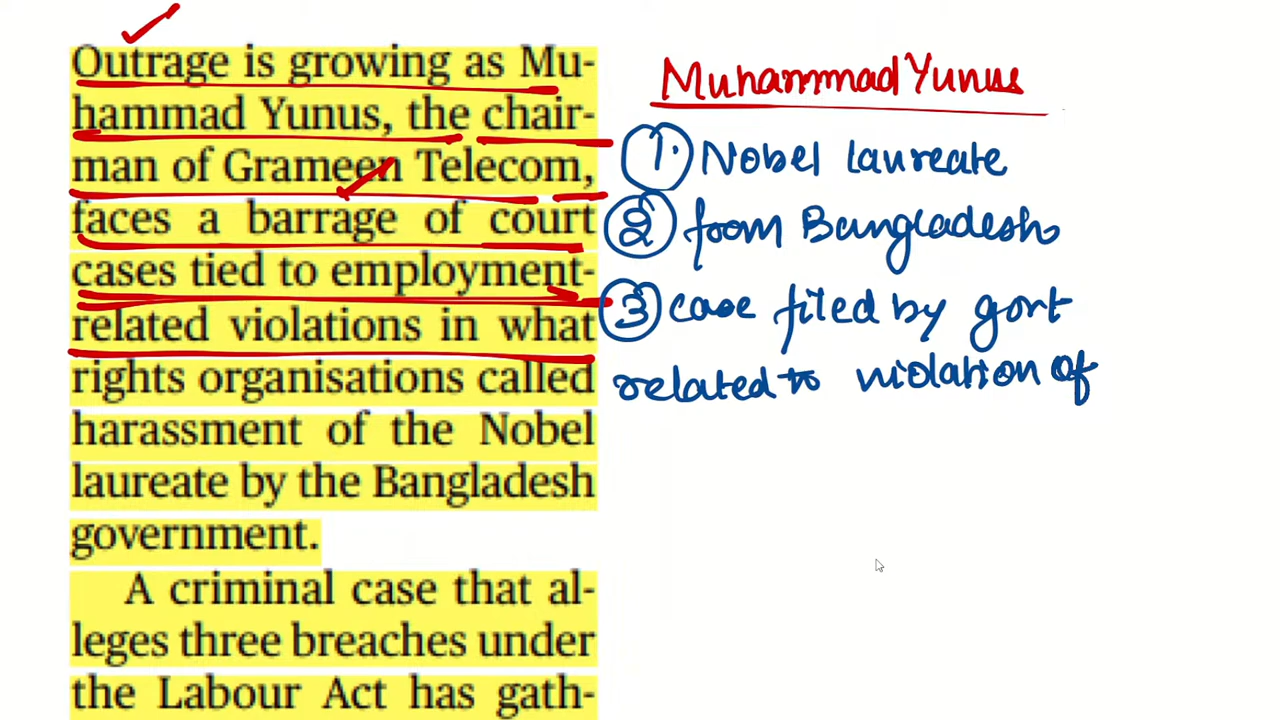 Outrage is growing as Mu-
hammad Yunus, the chair-
man of Grameen Telecom,
faces a barrage of court
cases tied to employment-
related violations in what
rights organisations called
harassment of the Nobel
laureate by the Bangladesh
government.
A criminal case that al-
leges three breaches under
the Labour Act has gath-
Muhammad Yunus
1. Nobel laureate
2 from Bangladesh
3 case filed by govt
related to violation of